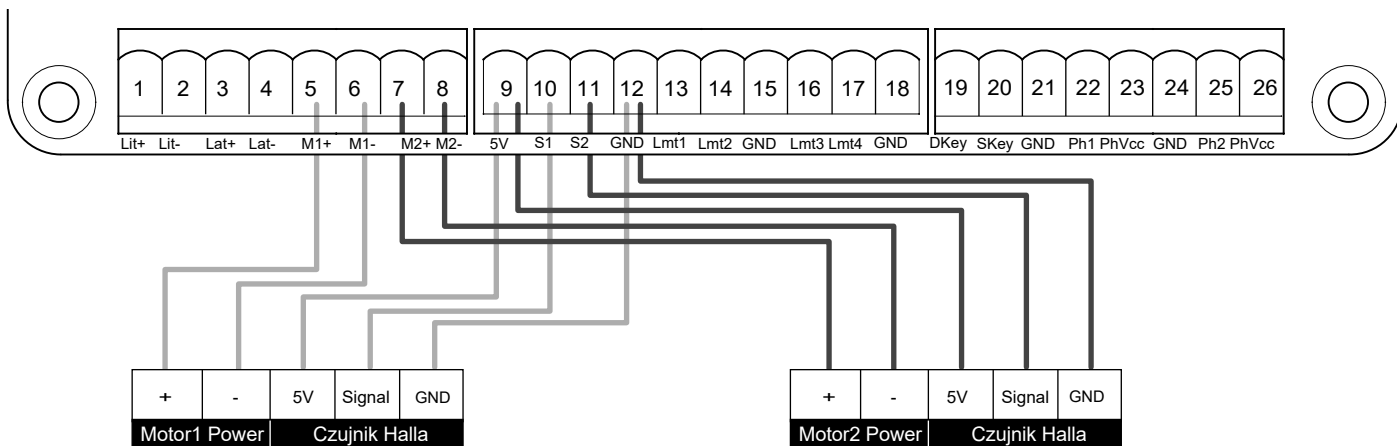 1 2 3 4 5 6 7 8 9 10 11 12 13 14 15 16 17 18 19 20 21 22 23 24 25 26
Lit+ Lit- Lat+ Lat- M1+ M1- M2+ M2- 5V S1 S2 GND Lmt1 Lmt2 GND Lmt3 Lmt4 GND DKey SKey GND Ph1 PhVcc GND Ph2 PhVcc
+ - 5V Signal GND + - 5V Signal GND
Motor1 Power Czujnik Halla Motor2 Power Czujnik Halla